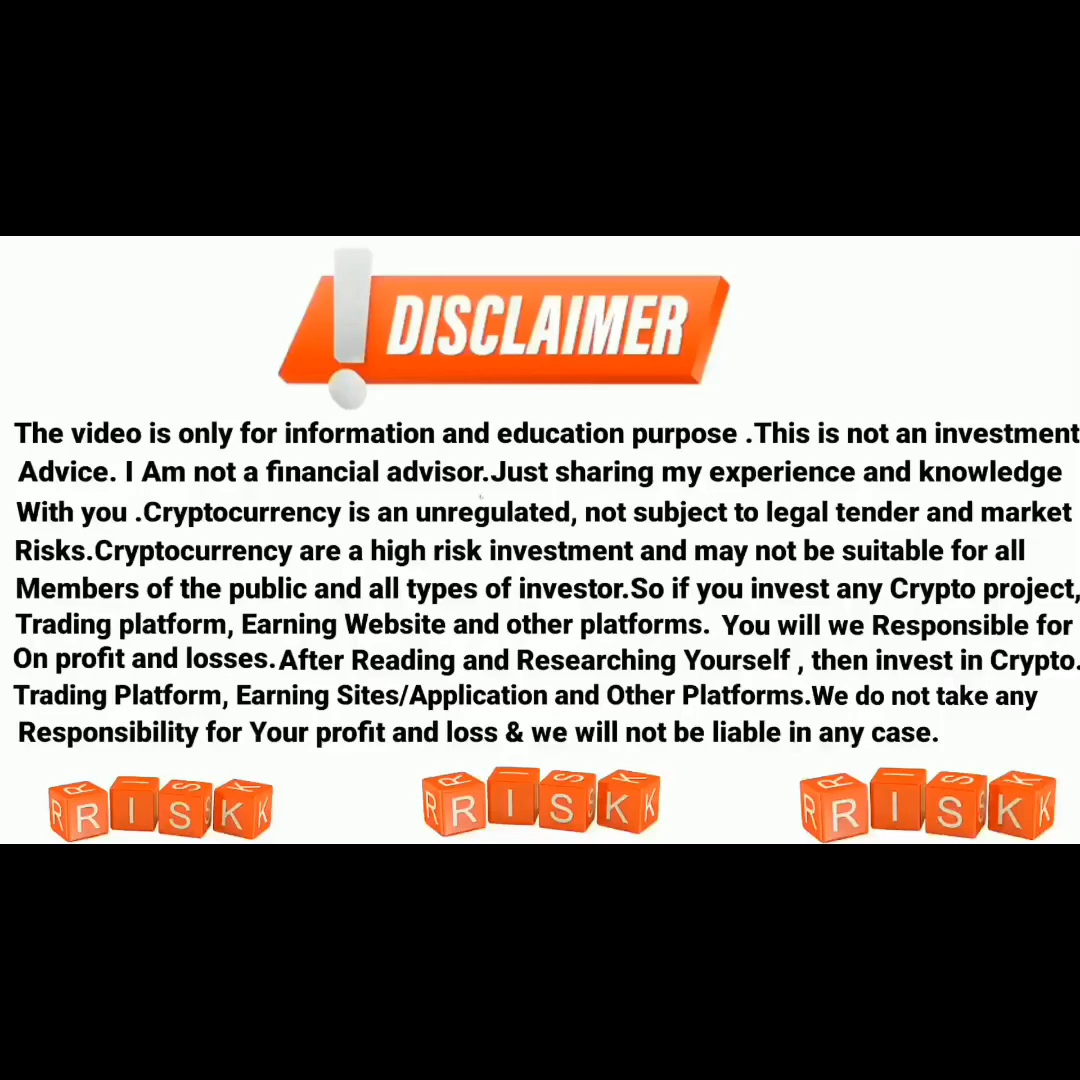 ! DISCLAIMER
The video is only for information and education purpose .This is not an investment
Advice. I Am not a financial advisor.Just sharing my experience and knowledge
With you .Cryptocurrency is an unregulated, not subject to legal tender and market
Risks.Cryptocurrency are a high risk investment and may not be suitable for all
Members of the public and all types of investor.So if you invest any Crypto project,
Trading platform, Earning Website and other platforms. You will we Responsible for
On profit and losses.After Reading and Researching Yourself , then invest in Crypto.
Trading Platform, Earning Sites/Application and Other Platforms.We do not take any
Responsibility for Your profit and loss & we will not be liable in any case.
RISK RISK RISK